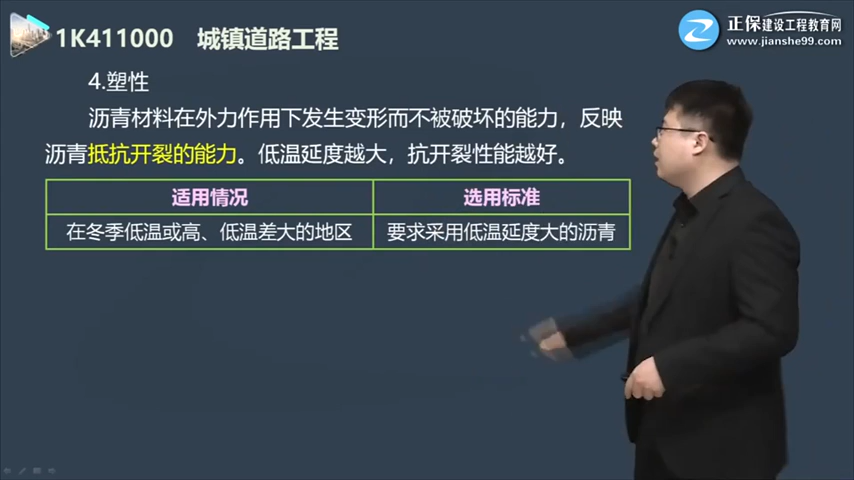 1K411000 城镇道路工程
正保建设工程教育网
www.jianshe99.com
4.塑性
沥青材料在外力作用下发生变形而不被破坏的能力，反映
沥青抵抗开裂的能力。低温延度越大，抗开裂性能越好。
适用情况 选用标准
在冬季低温或高、低温差大的地区 要求采用低温延度大的沥青